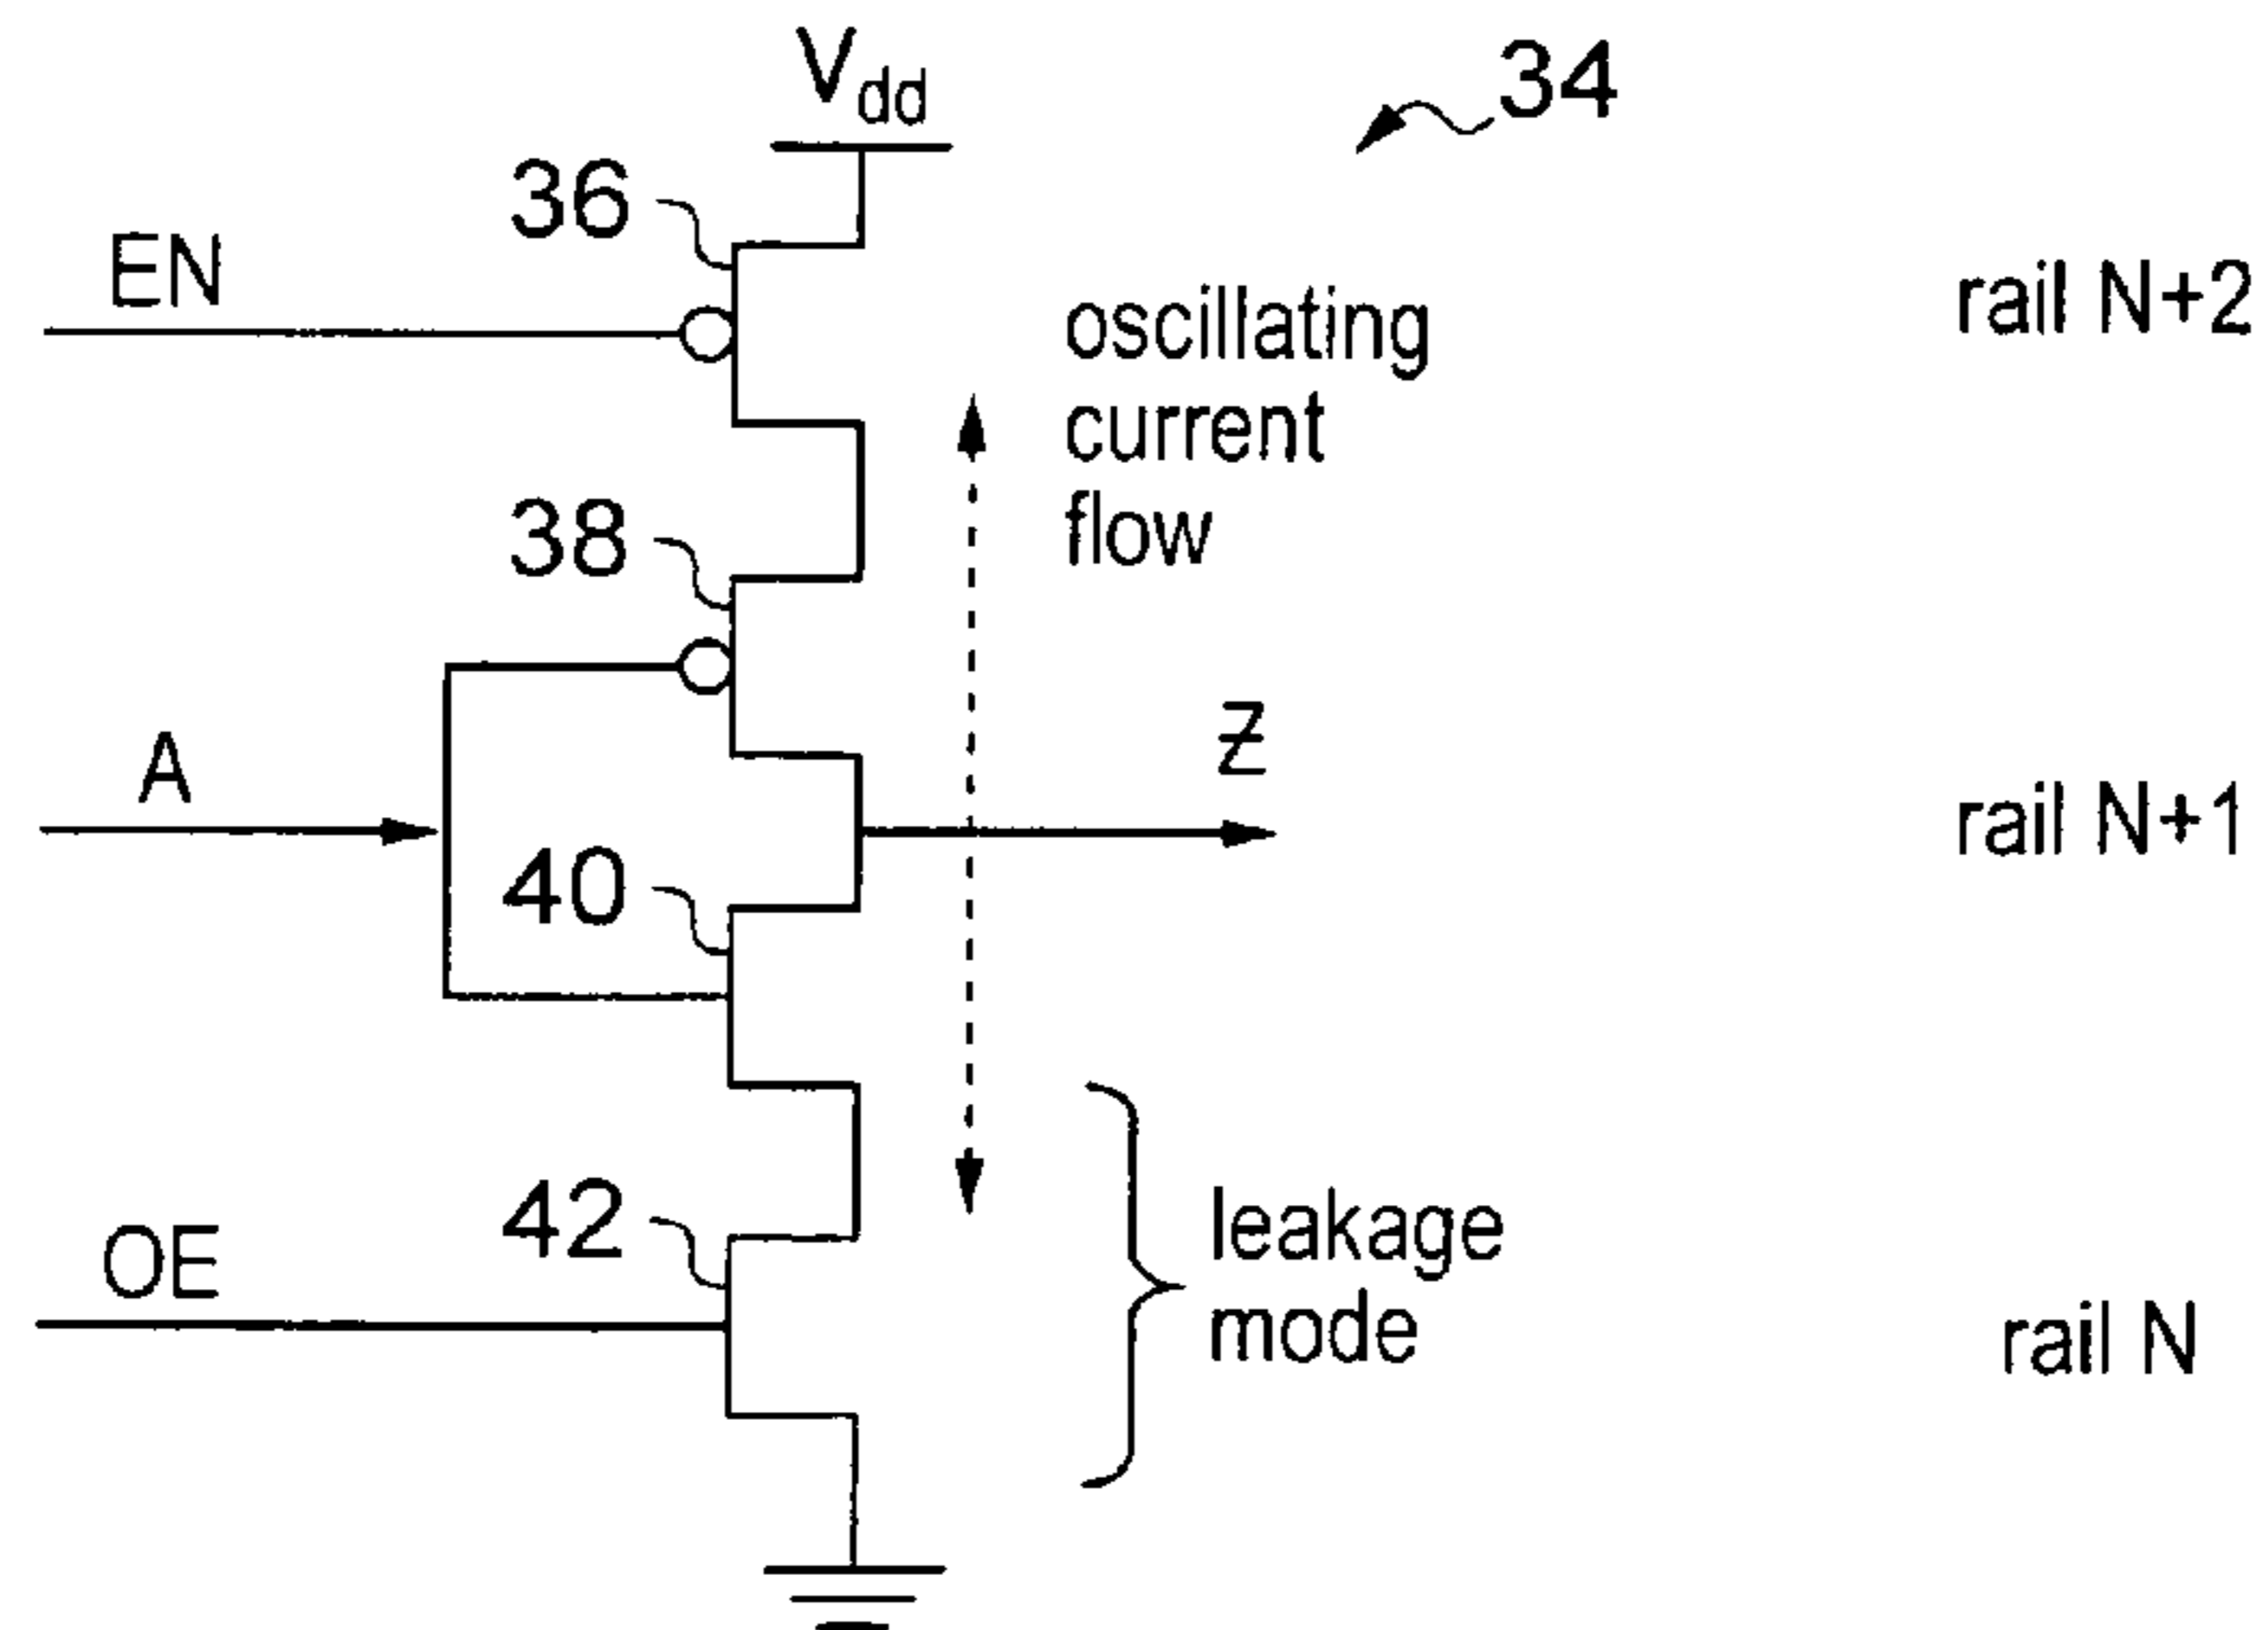 Vdd
34
36
EN
oscillating
current
flow
rail N+2
38
A
Z
rail N+1
40
42
OE
leakage
mode
rail N